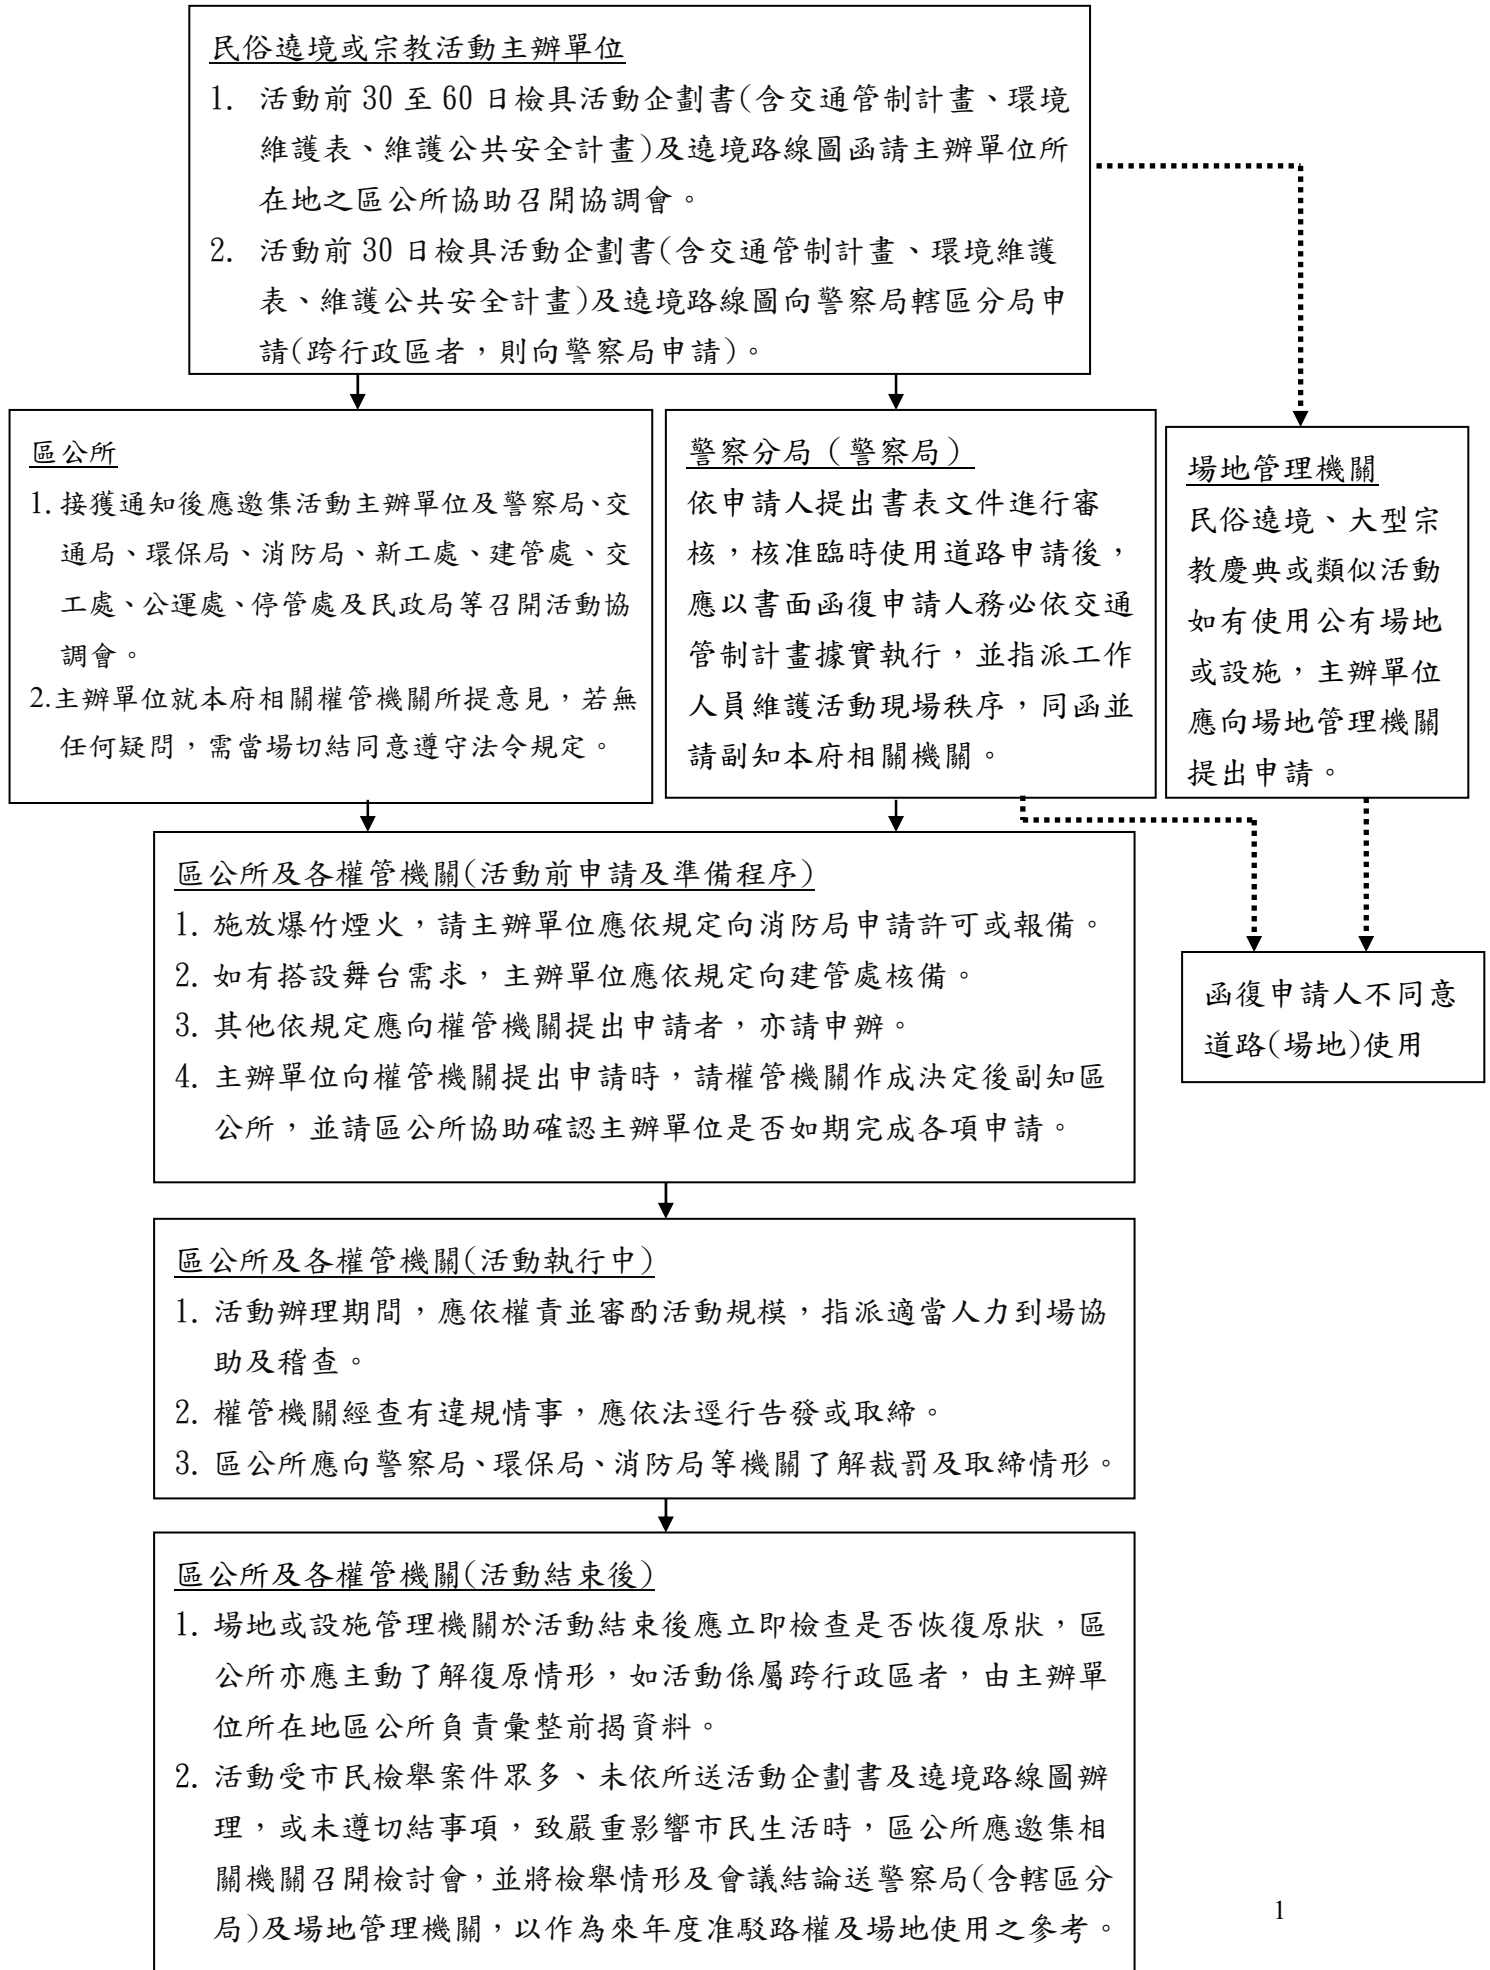 民俗遶境或宗教活動主辦單位
1. 活動前30至60日檢具活動企劃書(含交通管制計畫、環境
維護表、維護公共安全計畫)及遶境路線圖函請主辦單位所
在地之區公所協助召開協調會。
2. 活動前30日檢具活動企劃書(含交通管制計畫、環境維護
表、維護公共安全計畫)及遶境路線圖向警察局轄區分局申
請(跨行政區者，則向警察局申請)。
區公所
1. 接獲通知後應邀集活動主辦單位及警察局、交
通局、環保局、消防局、新工處、建管處、交
工處、公運處、停管處及民政局等召開活動協
調會。
2.主辦單位就本府相關權管機關所提意見，若無
任何疑問，需當場切結同意遵守法令規定。
警察分局（警察局）
依申請人提出書表文件進行審
核，核准臨時使用道路申請後，
應以書面函復申請人務必依交通
管制計畫據實執行，並指派工作
人員維護活動現場秩序，同函並
請副知本府相關機關。
場地管理機關
民俗遶境、大型宗
教慶典或類似活動
如有使用公有場地
或設施，主辦單位
應向場地管理機關
提出申請。
區公所及各權管機關(活動前申請及準備程序)
1. 施放爆竹煙火，請主辦單位應依規定向消防局申請許可或報備。
2. 如有搭設舞台需求，主辦單位應依規定向建管處核備。
3. 其他依規定應向權管機關提出申請者，亦請申辦。
4. 主辦單位向權管機關提出申請時，請權管機關作成決定後副知區
公所，並請區公所協助確認主辦單位是否如期完成各項申請。
函復申請人不同意
道路(場地)使用
區公所及各權管機關(活動執行中)
1. 活動辦理期間，應依權責並審酌活動規模，指派適當人力到場協
助及稽查。
2. 權管機關經查有違規情事，應依法逕行告發或取締。
3. 區公所應向警察局、環保局、消防局等機關了解裁罰及取締情形。
區公所及各權管機關(活動結束後)
1. 場地或設施管理機關於活動結束後應立即檢查是否恢復原狀，區
公所亦應主動了解復原情形，如活動係屬跨行政區者，由主辦單
位所在地區公所負責彙整前揭資料。
2. 活動受市民檢舉案件眾多、未依所送活動企劃書及遶境路線圖辦
理，或未遵切結事項，致嚴重影響市民生活時，區公所應邀集相
關機關召開檢討會，並將檢舉情形及會議結論送警察局(含轄區分
局)及場地管理機關，以作為來年度准駁路權及場地使用之參考。
1